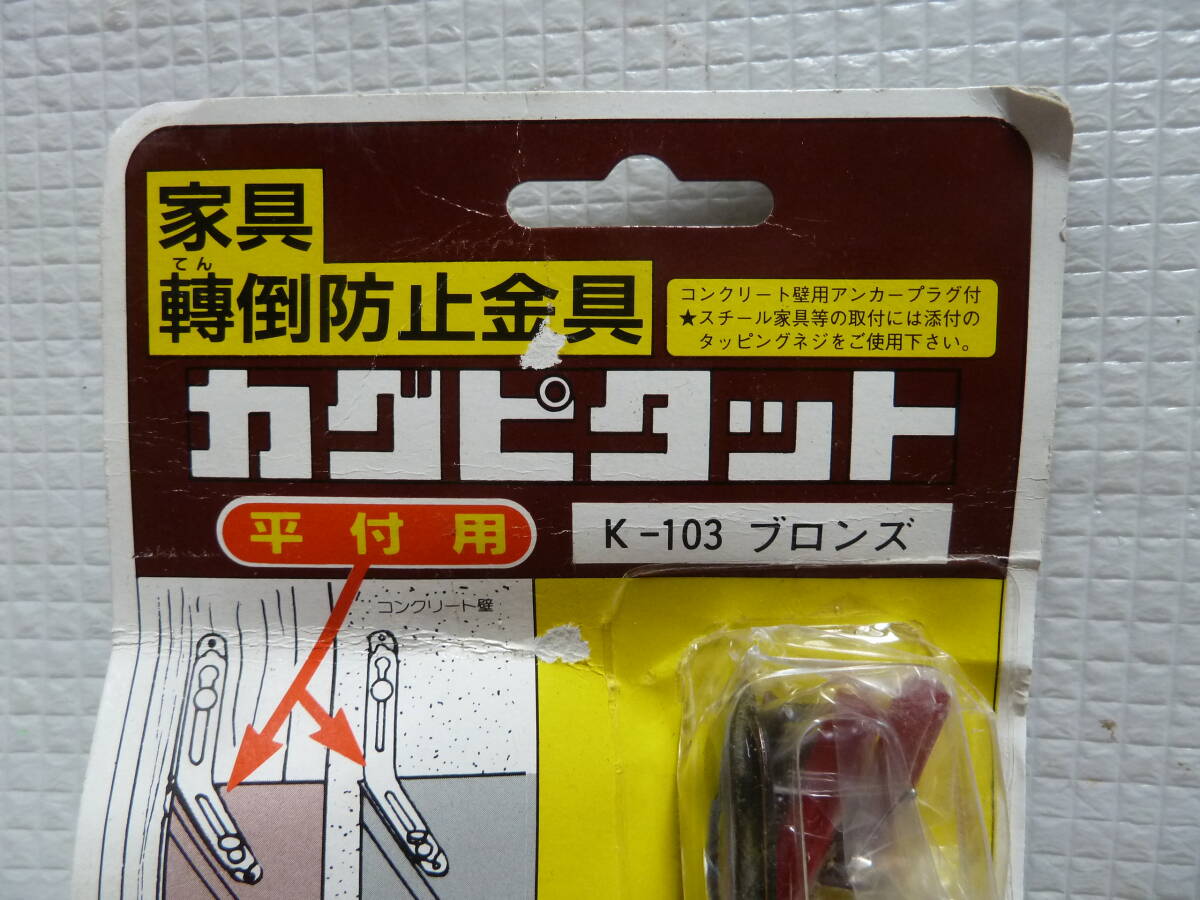 家具
てん
轉倒防止金具
コンクリート壁用アンカープラグ付
★スチール家具等の取付には添付の
タッピングネジをご使用下さい。
カグピタット
平付用
K-103 ブロンズ
コンクリート壁